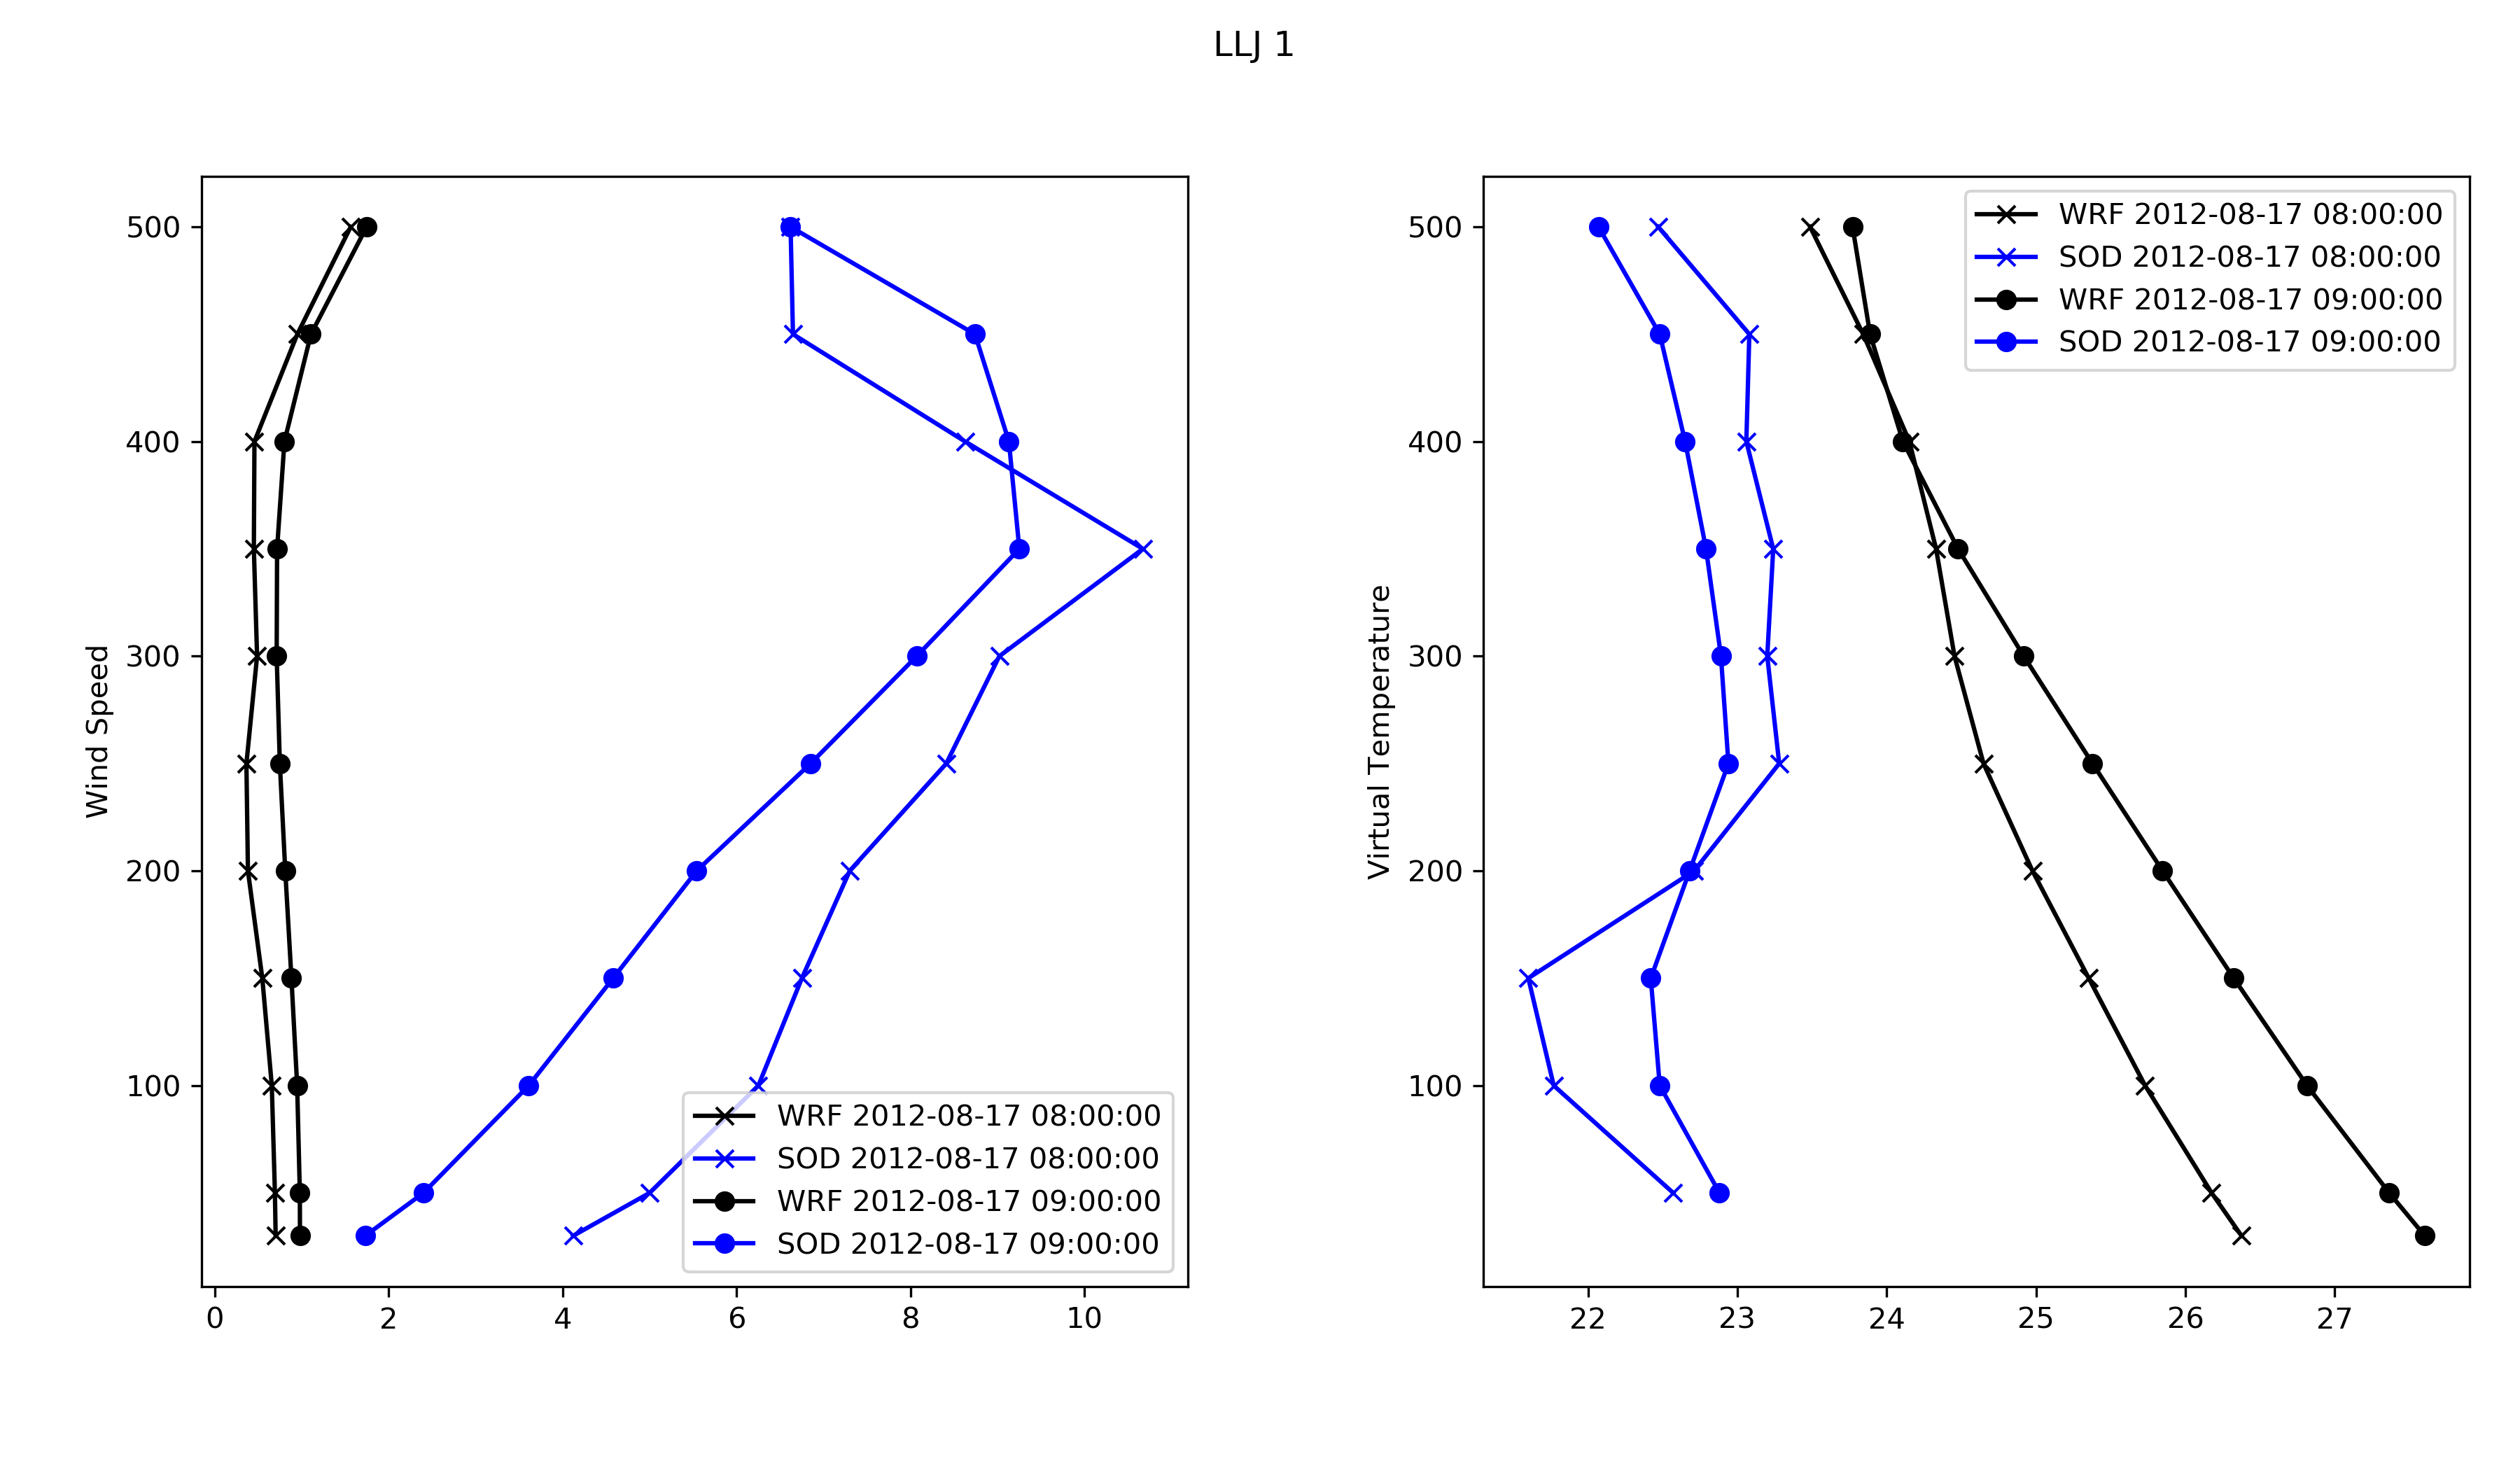 LLJ 1
Wind Speed
500
400
300
200
100
0 2 4 6 8 10
WRF 2012-08-17 08:00:00
SOD 2012-08-17 08:00:00
WRF 2012-08-17 09:00:00
SOD 2012-08-17 09:00:00
Virtual Temperature
500
400
300
200
100
22 23 24 25 26 27
WRF 2012-08-17 08:00:00
SOD 2012-08-17 08:00:00
WRF 2012-08-17 09:00:00
SOD 2012-08-17 09:00:00